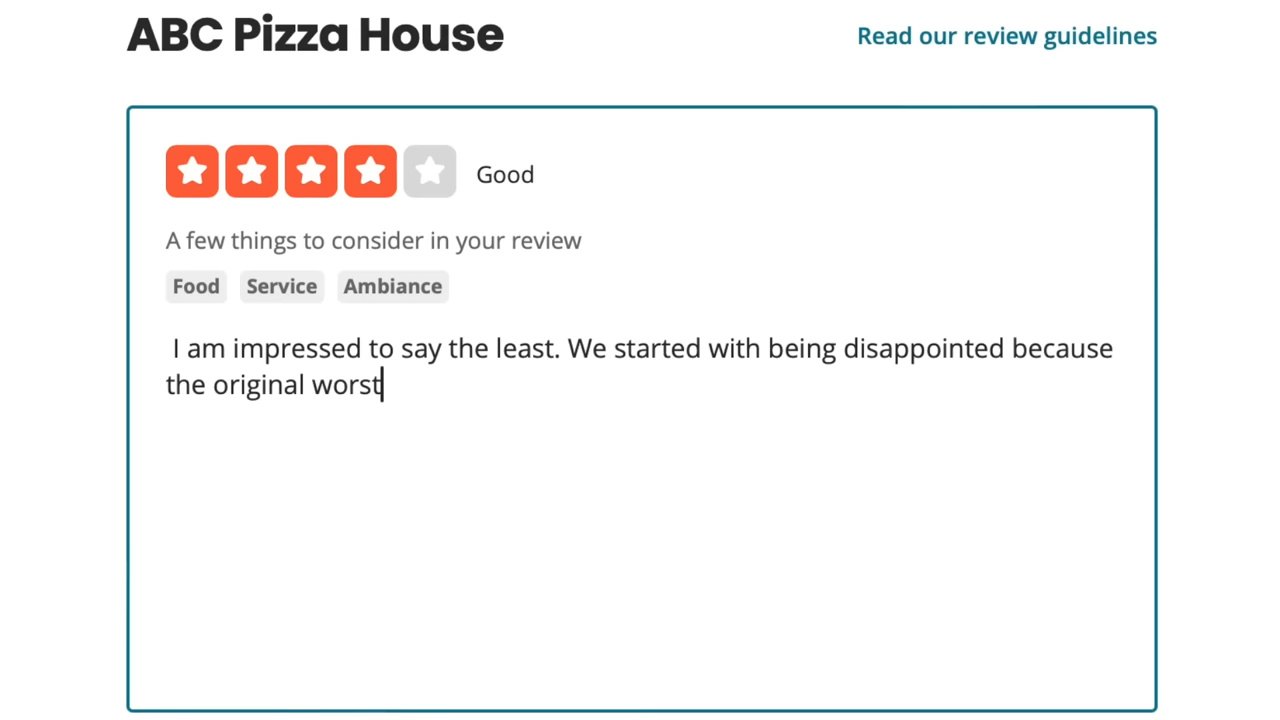 ABC Pizza House
Read our review guidelines
Good
A few things to consider in your review
Food Service Ambiance
I am impressed to say the least. We started with being disappointed because
the original worst